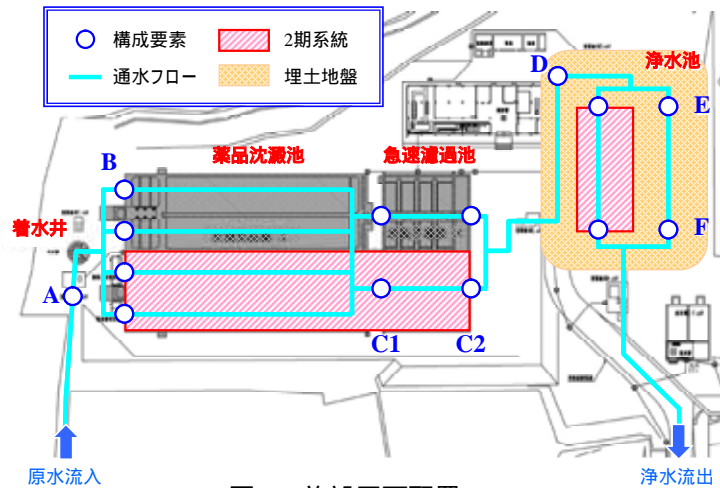 構成要素
2期系統
通水フロー
埋土地盤
D
浄水池
E
B
薬品沈澱池
急速濾過池
着水井
F
A
C1
C2
原水流入
浄水流出